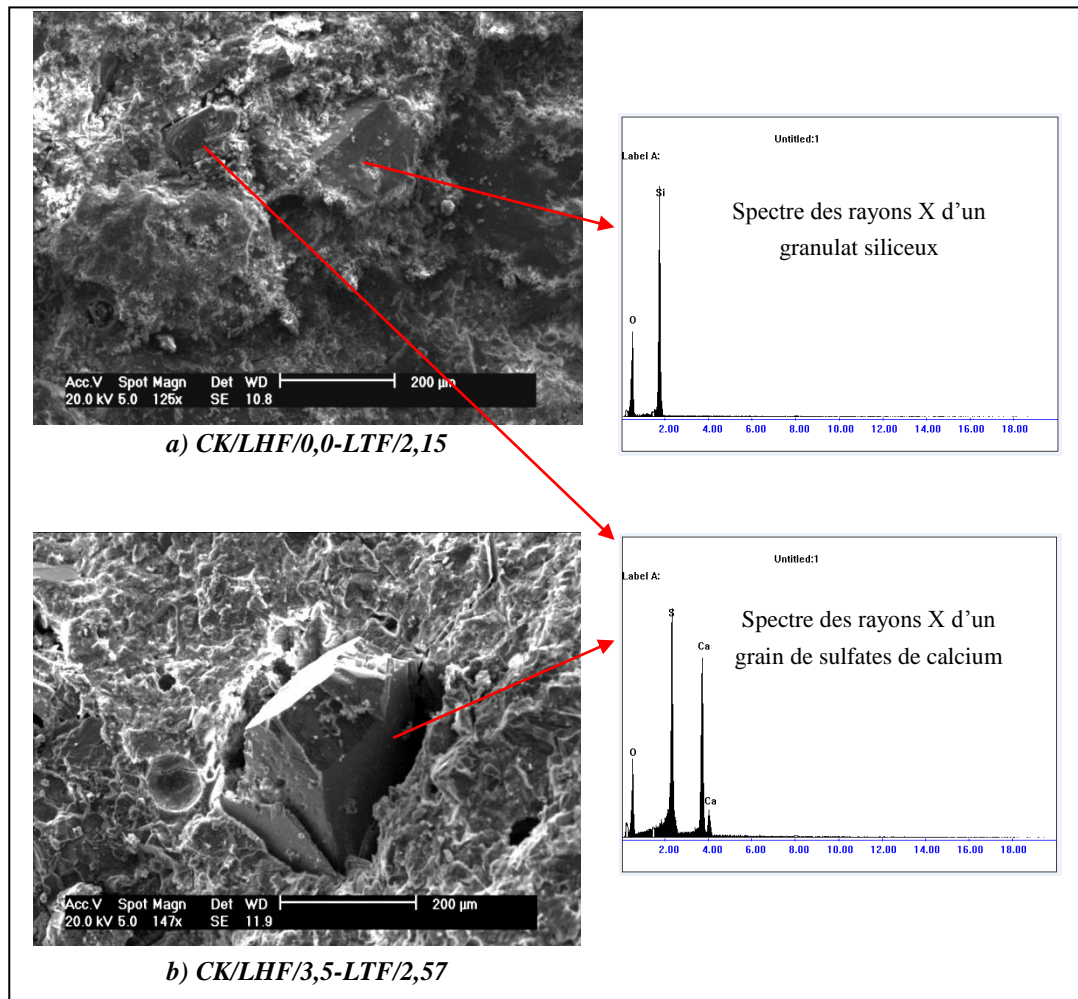 Acc.V Spot Magn Det WD 200 µm
20.0 kV 5.0 125x SE 10.8
a) CK/LHF/0,0-LTF/2,15
Untitled:1
Label A:
Si
Spectre des rayons X d’un
granulat siliceux
O
2.00 4.00 6.00 8.00 10.00 12.00 14.00 16.00 18.00
Acc.V Spot Magn Det WD 200 µm
20.0 kV 5.0 147x SE 11.9
b) CK/LHF/3,5-LTF/2,57
Untitled:1
Label A:
S
Spectre des rayons X d’un
Ca
grain de sulfates de calcium
O
Ca
2.00 4.00 6.00 8.00 10.00 12.00 14.00 16.00 18.00